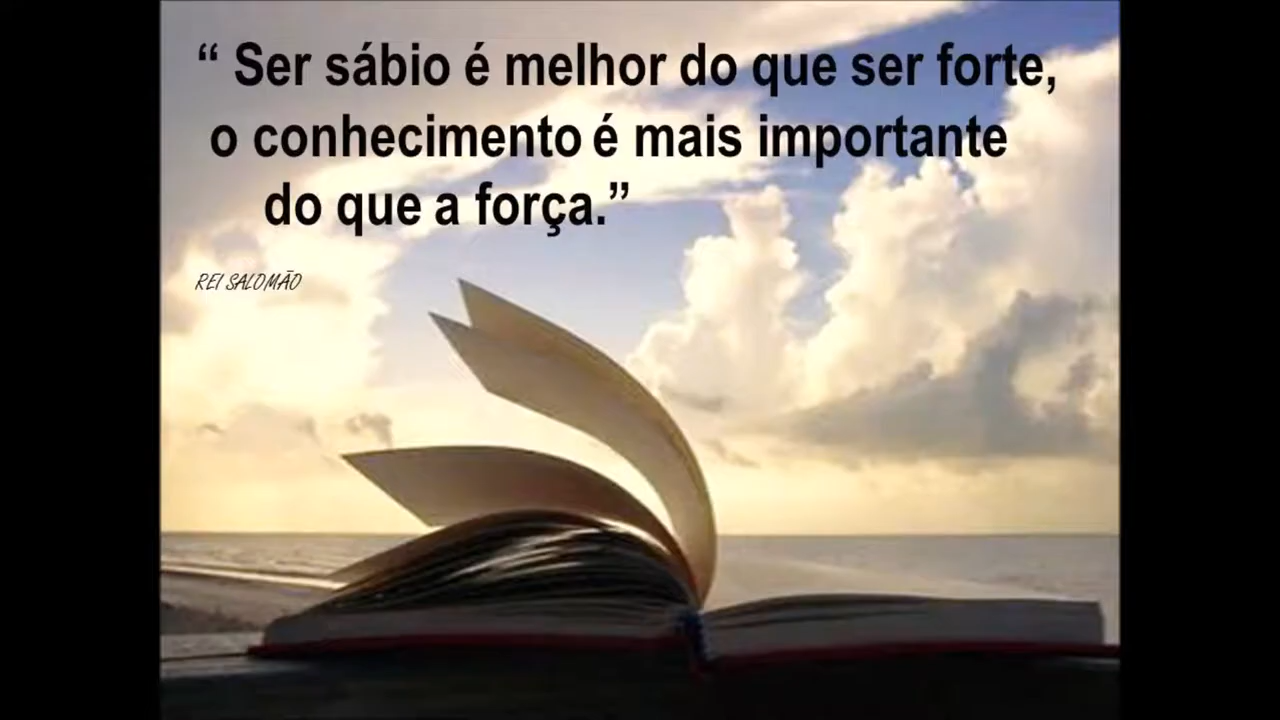 “ Ser sábio é melhor do que ser forte,
o conhecimento é mais importante
do que a força.”
REI SALOMÃO